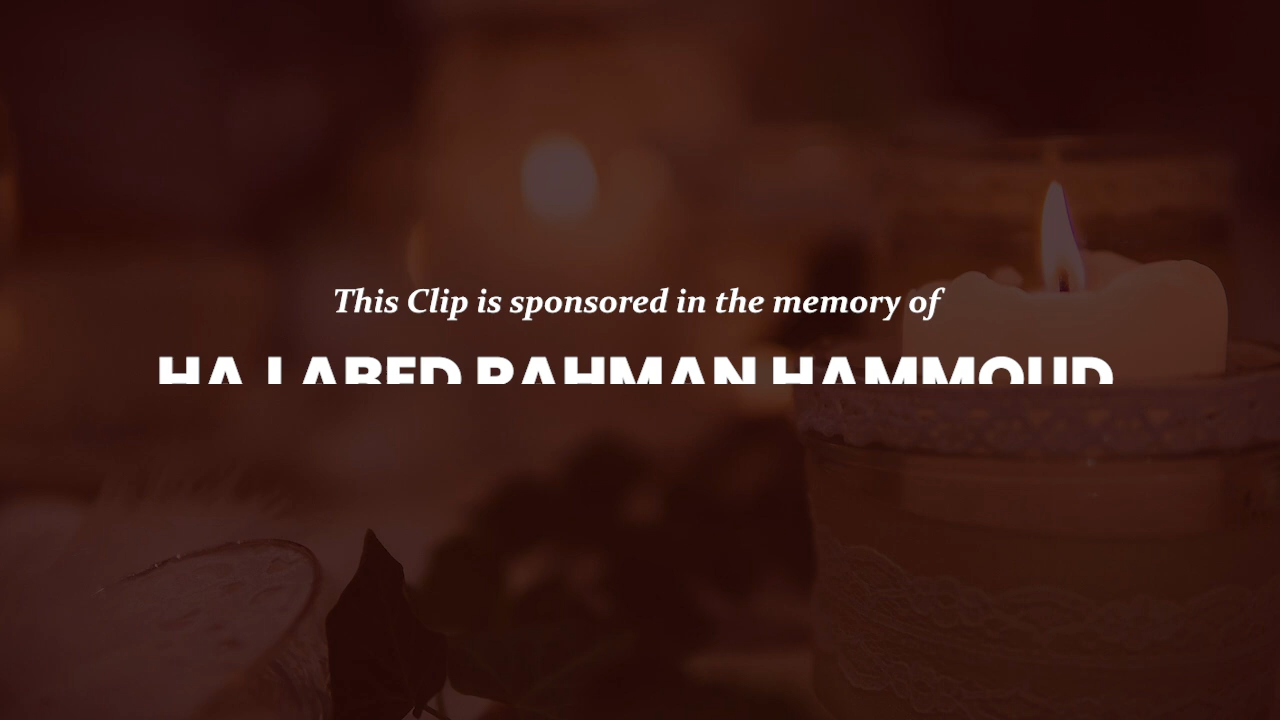 This Clip is sponsored in the memory of
HAJ ABED RAHMAN HAMMOUD